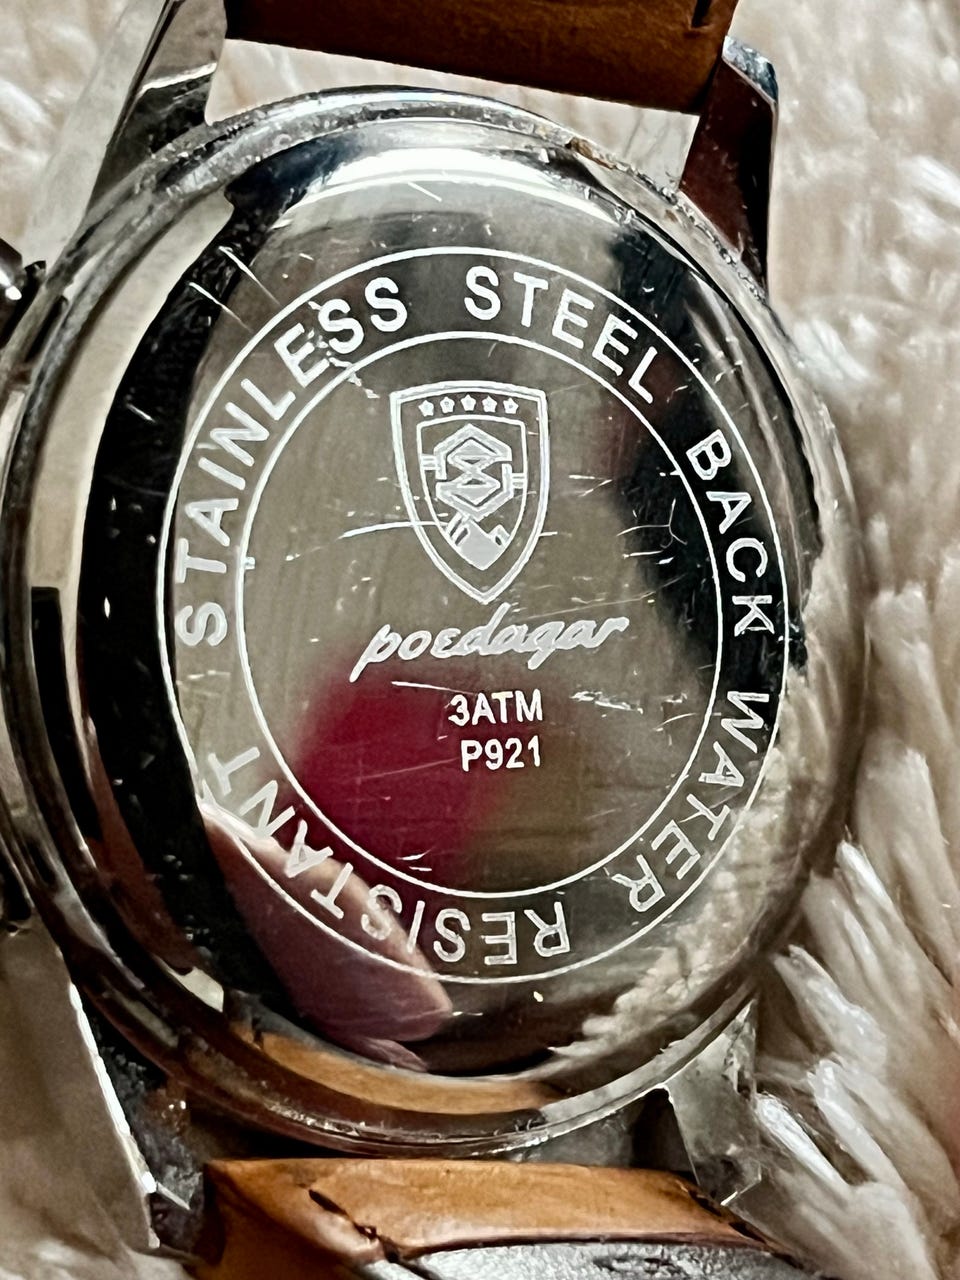 STAINLESS STEEL BACK WATER RESISTANT
poedagar
3ATM
P921